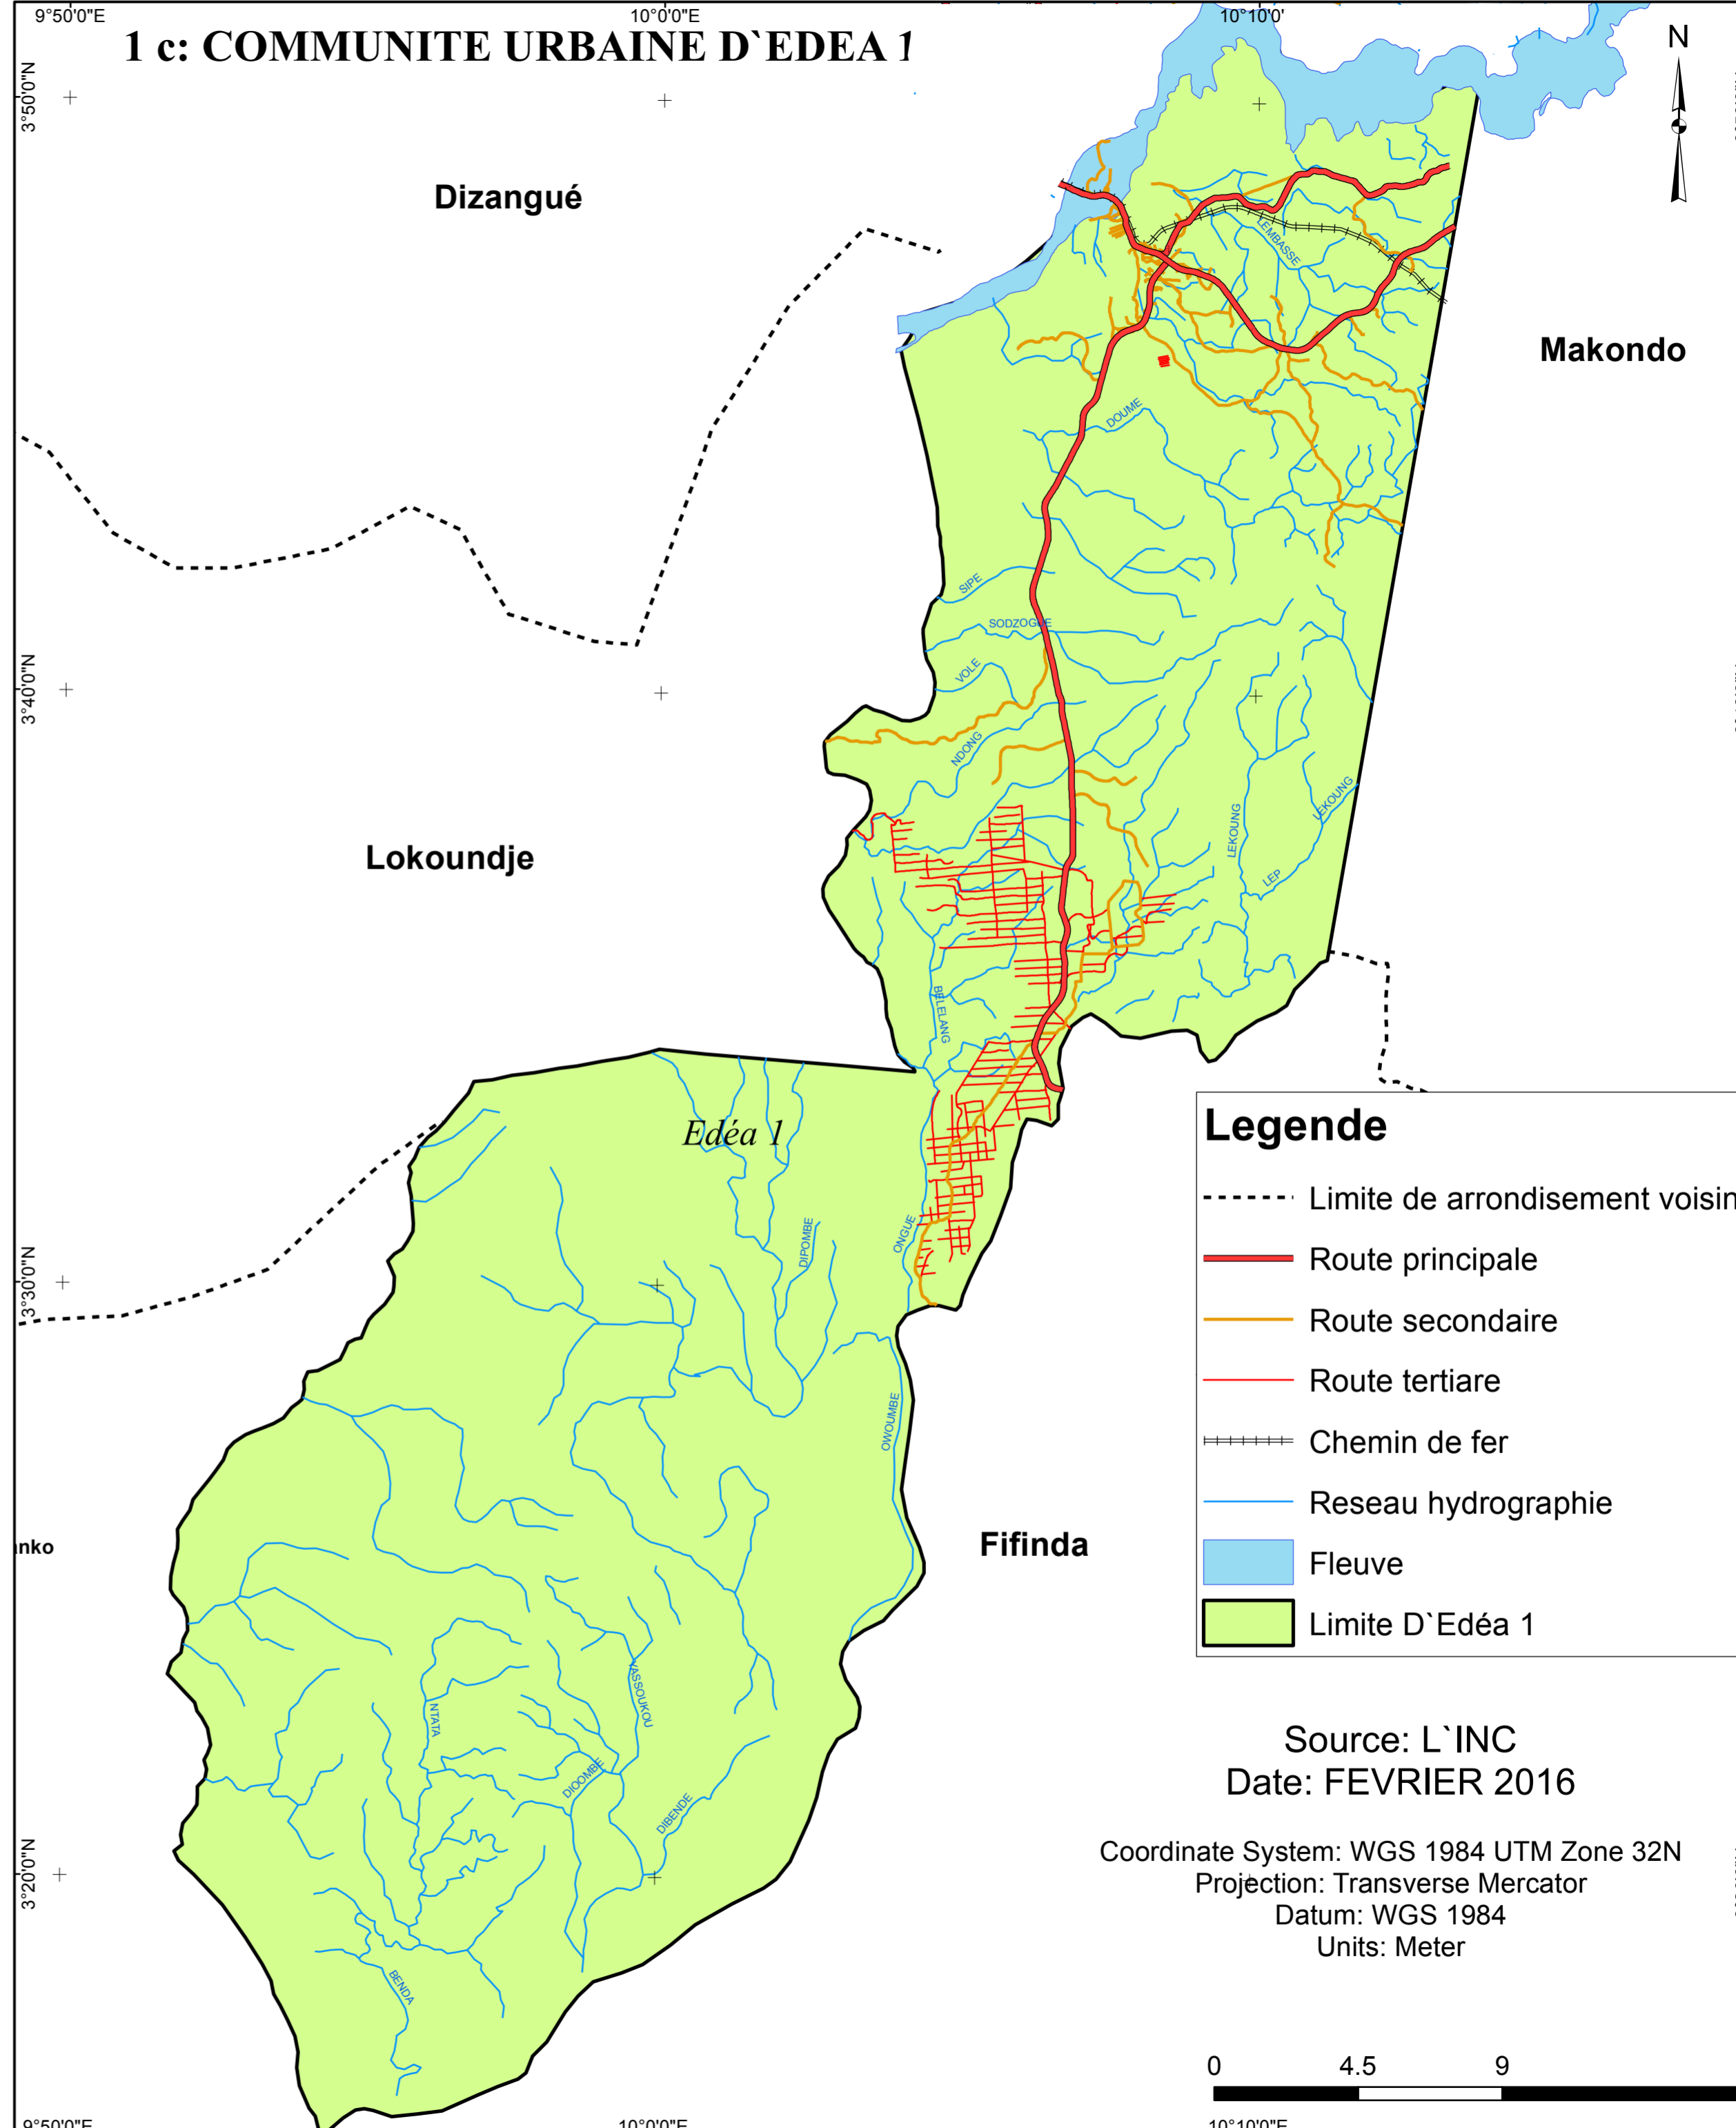 9°50'0"E
10°0'0"E
10°10'0'
1 c: COMMUNITE URBAINE D`EDEA 1
N
3°50'0"N
Dizangué
LEMBASSE
Makondo
DOUME
SIPE
SODZOGUE
VOLE
3°40'0"N
NDONG
LEKOUNG
LEKOUNG
Lokoundje
LEP
BELELANG
Edéa 1
DIPOMBE
ONGUE
3°30'0"N
OWOUMBE
Fifinda
nko
Legende
Limite de arrondisement voisin
Route principale
Route secondaire
Route tertiare
Chemin de fer
Reseau hydrographie
Fleuve
Limite D`Edéa 1
YASSOUKOU
NTATA
DIOOMBE
DIBENDE
Source: L`INC
Date: FEVRIER 2016
3°20'0"N
Coordinate System: WGS 1984 UTM Zone 32N
Projection: Transverse Mercator
Datum: WGS 1984
Units: Meter
BENDA
0 4.5 9
9°50'0"E
10°0'0"E
10°10'0"E